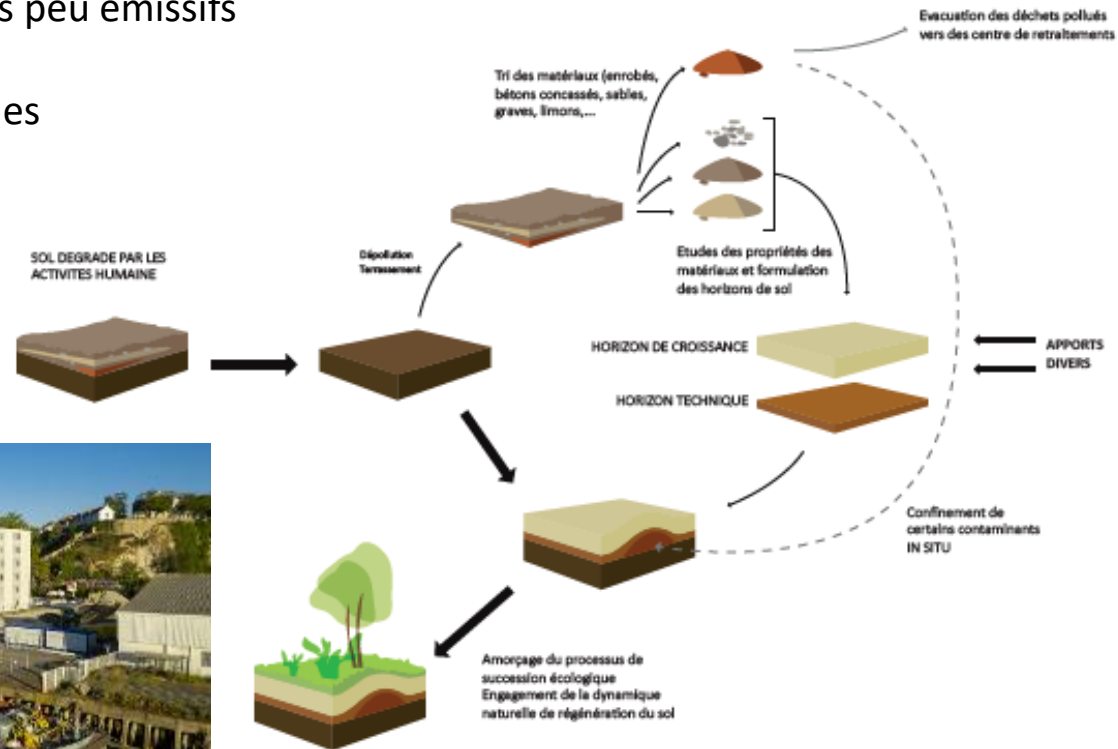 s peu émissifs
es
Evacuation des déchets pollués
vers des centre de retraitements
Tri des matériaux (enrobés,
bétons concassés, sables,
graves, limons,...
SOL DEGRADE PAR LES
ACTIVITES HUMAINE
Dépollution
Terrassement
Etudes des propriétés des
matériaux et formulation
des horizons de sol
HORIZON DE CROISSANCE
APPORTS
DIVERS
HORIZON TECHNIQUE
Confinement de
certains contaminants
IN SITU
Amorçage du processus de
succession écologique
Engagement de la dynamique
naturelle de régénération du sol